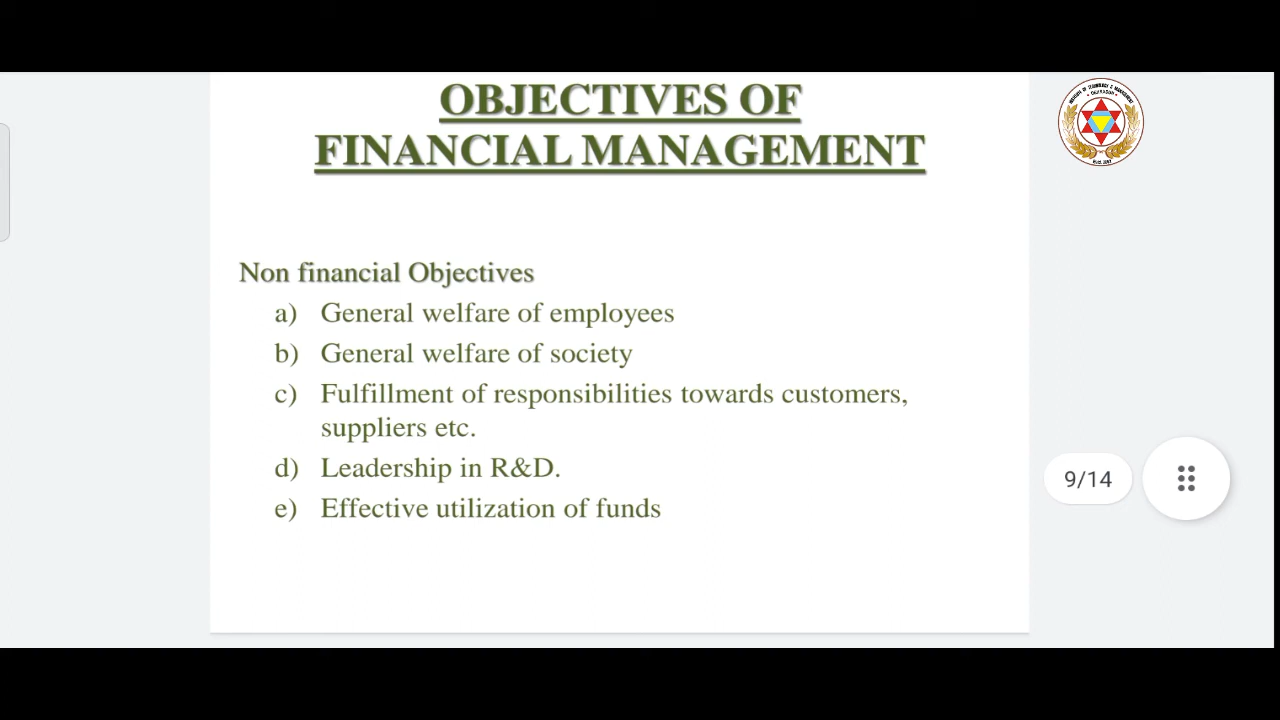 OBJECTIVES OF
FINANCIAL MANAGEMENT
Non financial Objectives
a) General welfare of employees
b) General welfare of society
c) Fulfillment of responsibilities towards customers,
suppliers etc.
d) Leadership in R&D.
e) Effective utilization of funds
9/14